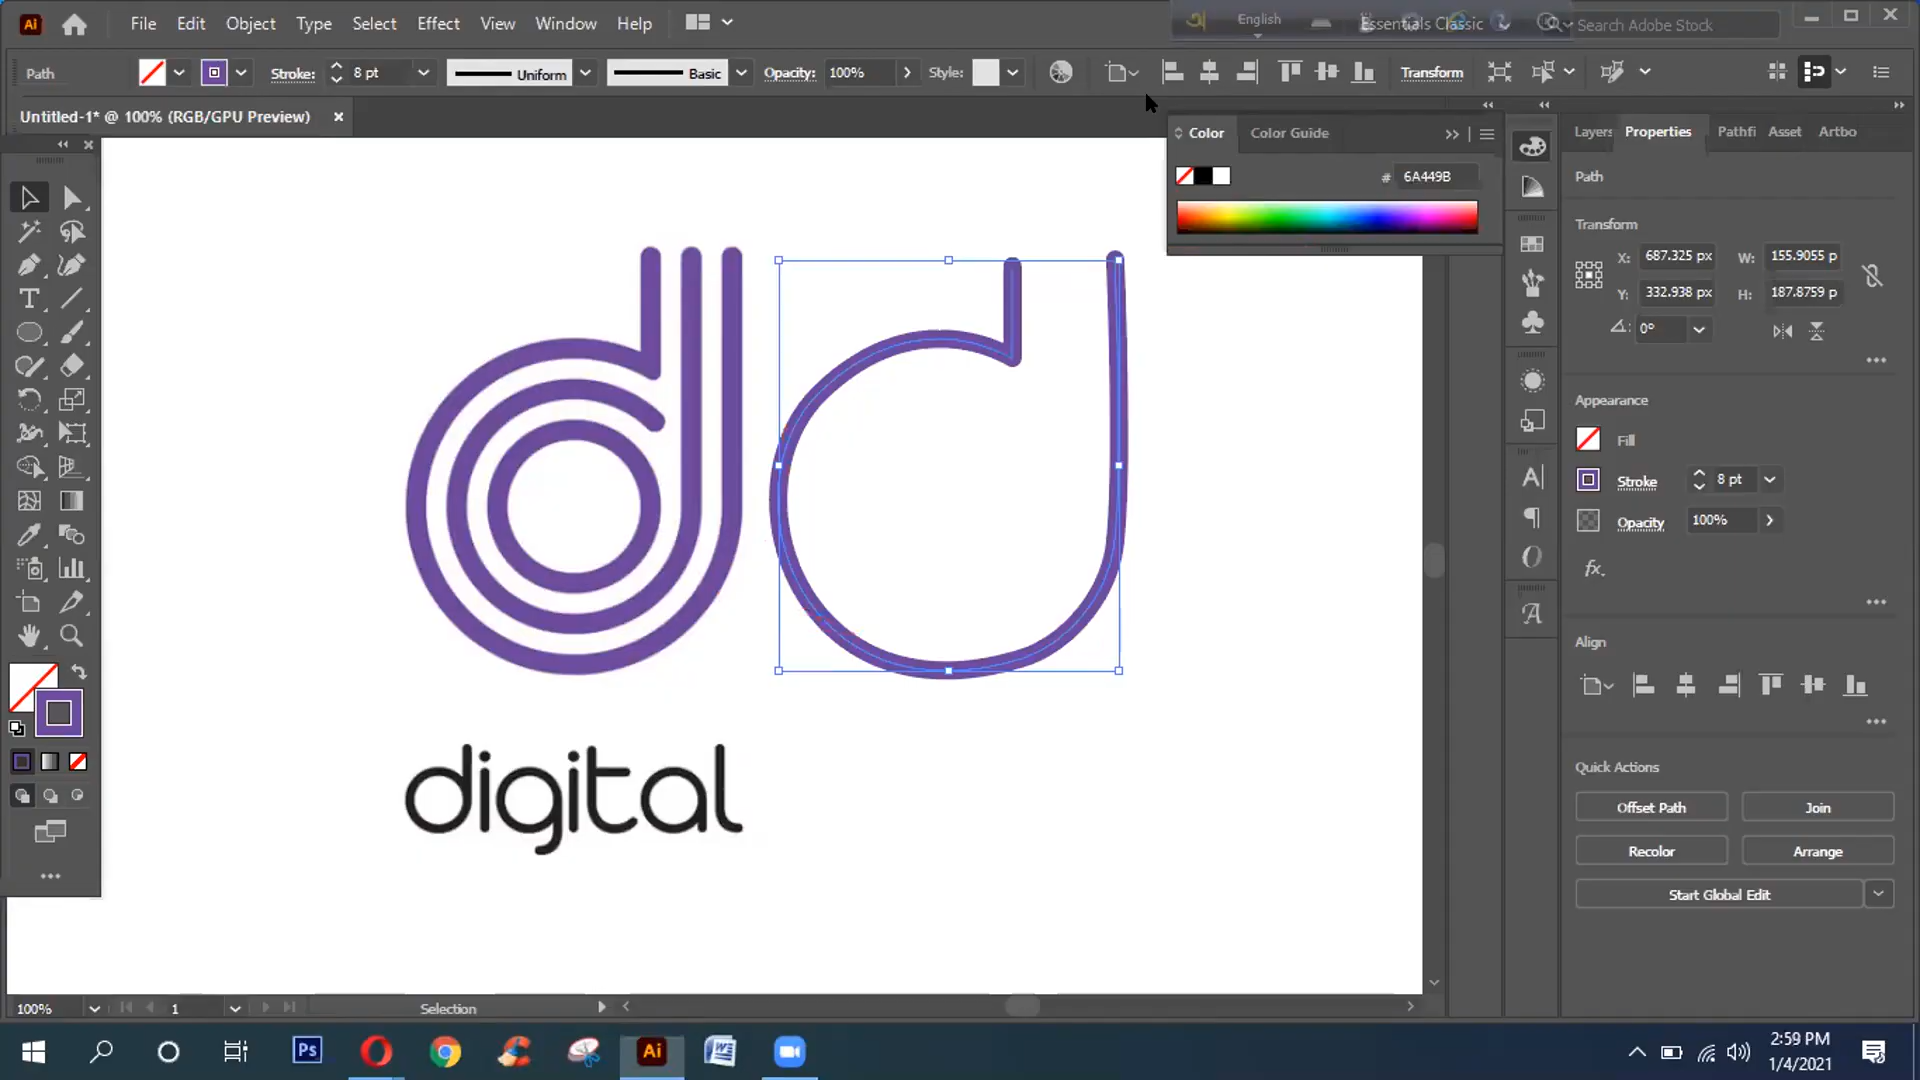 Ai File Edit Object Type Select Effect View Window Help English Essentials Classic Search Adobe Stock
Path Stroke: 8 pt Uniform Basic Opacity: 100% Style: Transform
Untitled-1* @ 100% (RGB/GPU Preview)
Color Color Guide
# 6A449B
Layers Properties Pathfi Asset Artbo
Path
Transform
X: 687.325 px W: 155.9055 p
Y: 332.938 px H: 187.8759 p
0°
Appearance
Fill
Stroke 8 pt
Opacity 100%
fx.
Align
Quick Actions
Offset Path Join
Recolor Arrange
Start Global Edit
digital
100% 1 Selection
Ps Ai
2:59 PM
1/4/2021